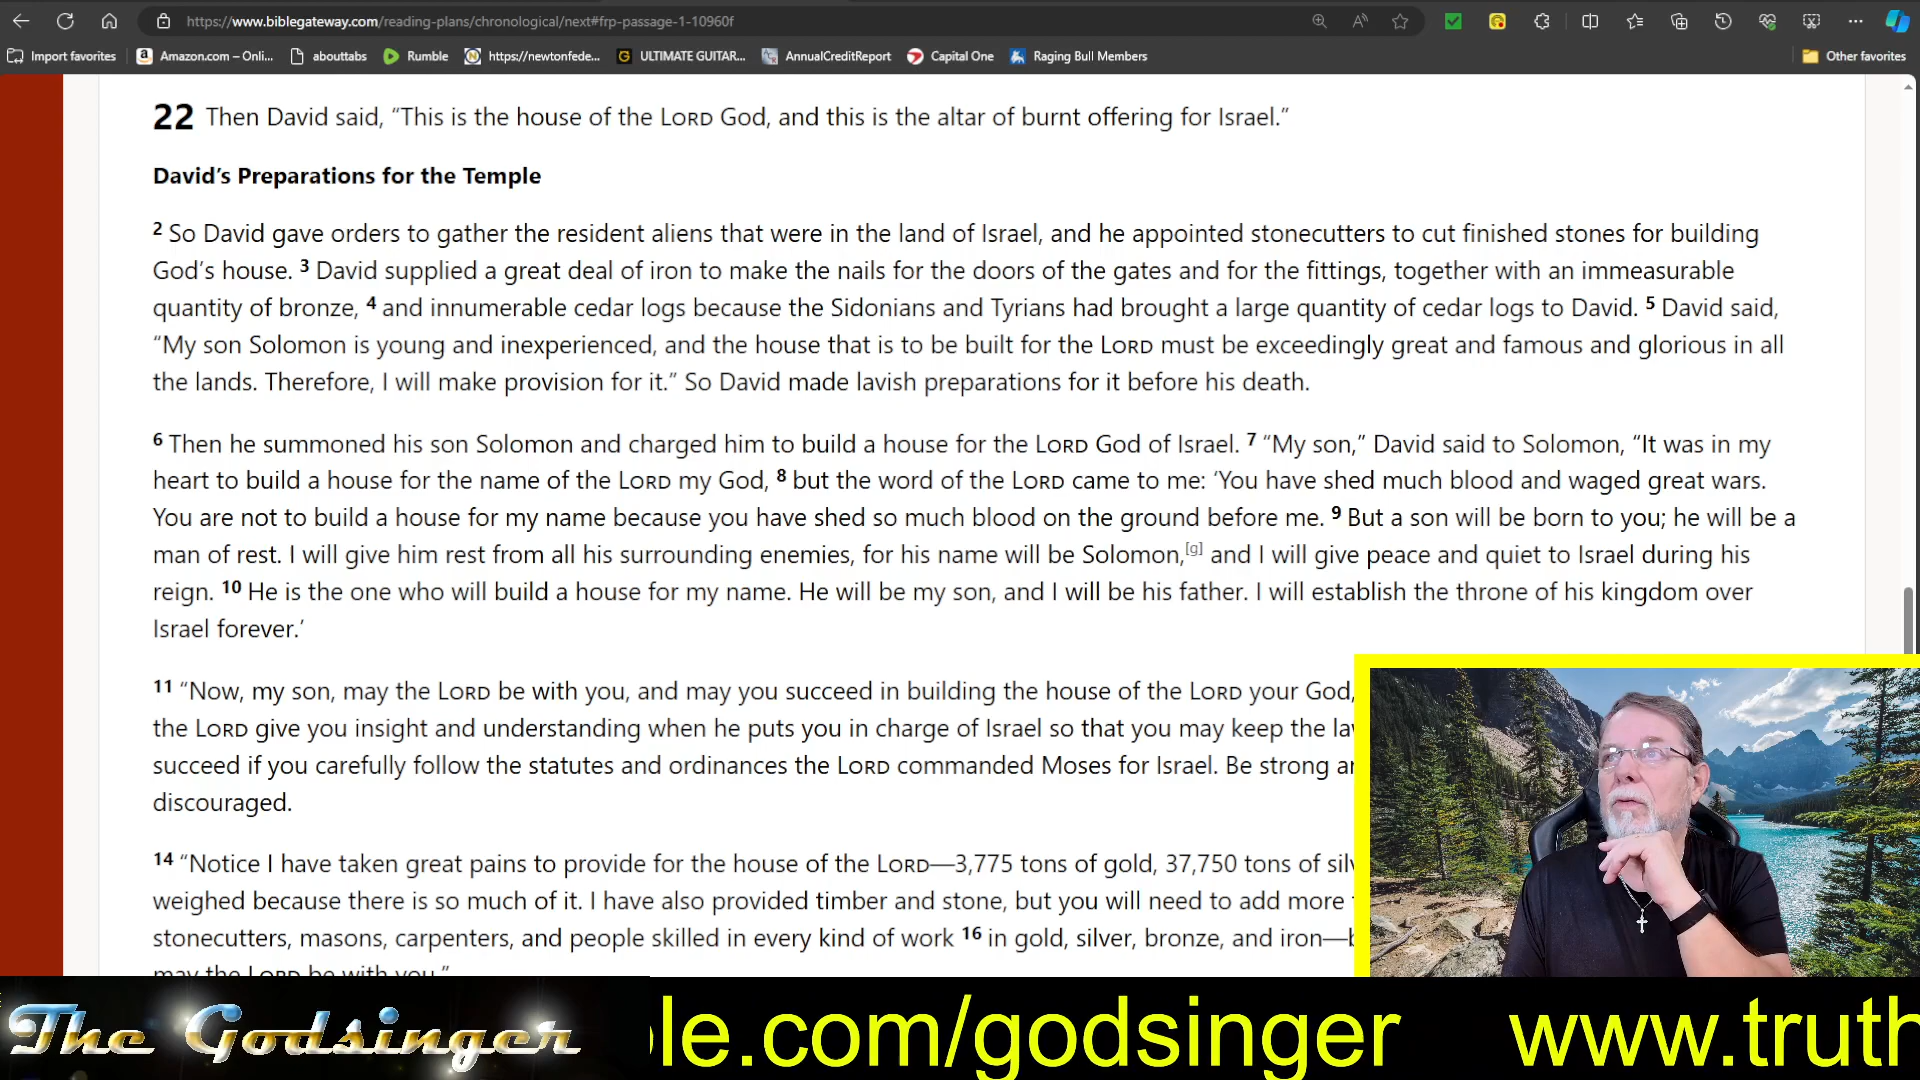 https://www.biblegateway.com/reading-plans/chronological/next#frp-passage-1-10960f
Import favorites Amazon.com – Onli... abouttabs Rumble https://newtonfede... ULTIMATE GUITAR... AnnualCreditReport Capital One Raging Bull Members Other favorites
22 Then David said, “This is the house of the LORD God, and this is the altar of burnt offering for Israel.”
David’s Preparations for the Temple
2 So David gave orders to gather the resident aliens that were in the land of Israel, and he appointed stonecutters to cut finished stones for building
God’s house. 3 David supplied a great deal of iron to make the nails for the doors of the gates and for the fittings, together with an immeasurable
quantity of bronze, 4 and innumerable cedar logs because the Sidonians and Tyrians had brought a large quantity of cedar logs to David. 5 David said,
“My son Solomon is young and inexperienced, and the house that is to be built for the LORD must be exceedingly great and famous and glorious in all
the lands. Therefore, I will make provision for it.” So David made lavish preparations for it before his death.
6 Then he summoned his son Solomon and charged him to build a house for the LORD God of Israel. 7 “My son,” David said to Solomon, “It was in my
heart to build a house for the name of the LORD my God, 8 but the word of the LORD came to me: ‘You have shed much blood and waged great wars.
You are not to build a house for my name because you have shed so much blood on the ground before me. 9 But a son will be born to you; he will be a
man of rest. I will give him rest from all his surrounding enemies, for his name will be Solomon,[g] and I will give peace and quiet to Israel during his
reign. 10 He is the one who will build a house for my name. He will be my son, and I will be his father. I will establish the throne of his kingdom over
Israel forever.’
11 “Now, my son, may the LORD be with you, and may you succeed in building the house of the LORD your God,
the LORD give you insight and understanding when he puts you in charge of Israel so that you may keep the
succeed if you carefully follow the statutes and ordinances the LORD commanded Moses for Israel. Be strong
discouraged.
14 “Notice I have taken great pains to provide for the house of the LORD—3,775 tons of gold, 37,750 tons of
weighed because there is so much of it. I have also provided timber and stone, but you will need to add more
stonecutters, masons, carpenters, and people skilled in every kind of work 16 in gold, silver, bronze, and iron—
may the LORD be with you.”
The Godsinger
le.com/godsinger www.truth